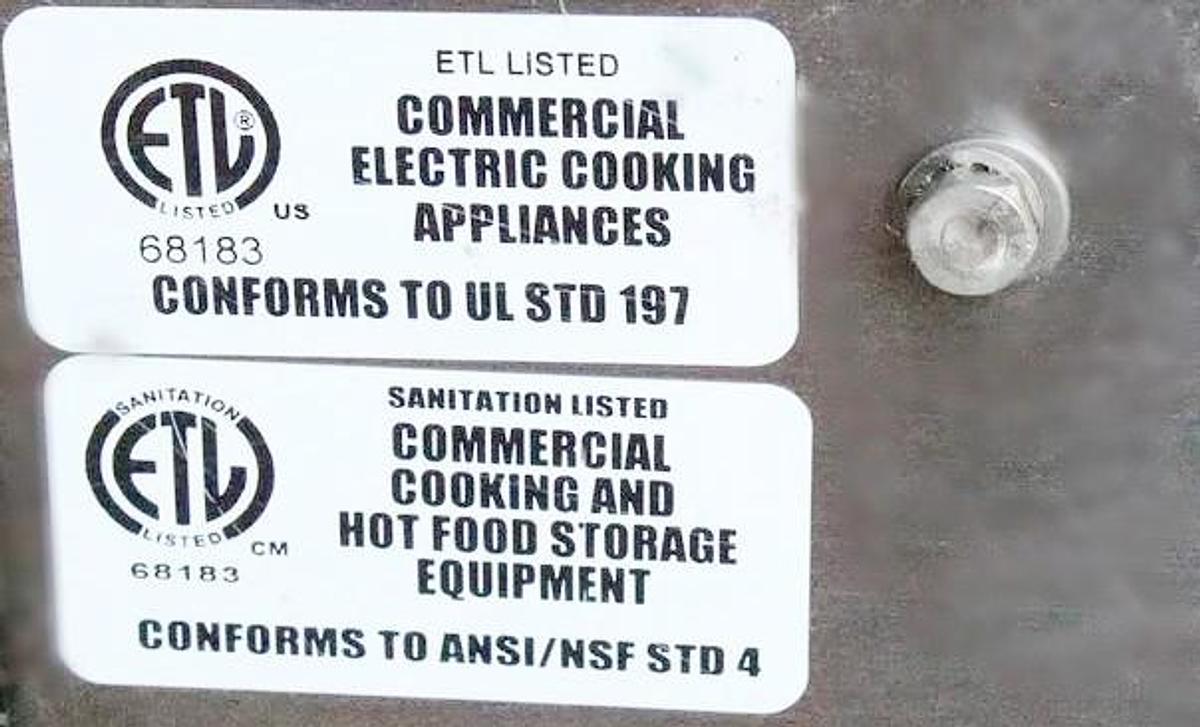 ETL LISTED
COMMERCIAL
ELECTRIC COOKING
APPLIANCES
ETL®
LISTED
US
68183
CONFORMS TO UL STD 197
SANITATION
ETL
LISTED
CM
68183
SANITATION LISTED
COMMERCIAL
COOKING AND
HOT FOOD STORAGE
EQUIPMENT
CONFORMS TO ANSI/NSF STD 4